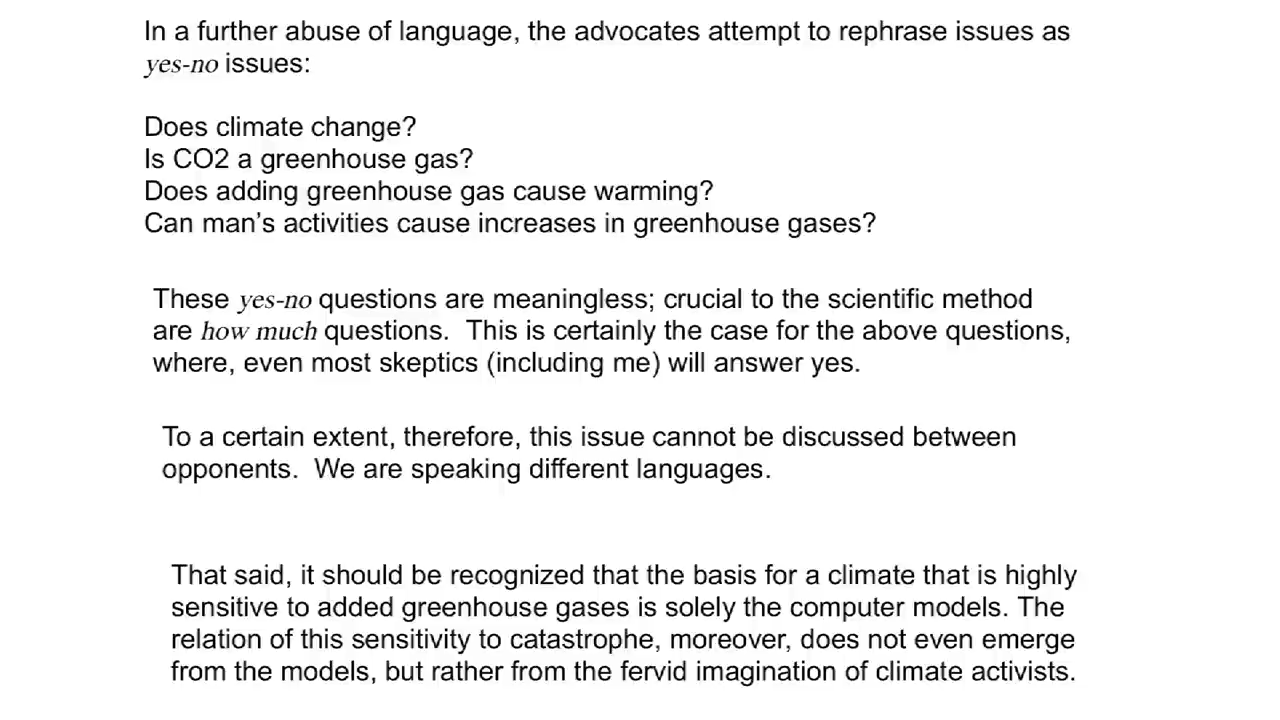 In a further abuse of language, the advocates attempt to rephrase issues as
yes-no issues:
Does climate change?
Is CO2 a greenhouse gas?
Does adding greenhouse gas cause warming?
Can man’s activities cause increases in greenhouse gases?
These yes-no questions are meaningless; crucial to the scientific method
are how much questions.  This is certainly the case for the above questions,
where, even most skeptics (including me) will answer yes.
To a certain extent, therefore, this issue cannot be discussed between
opponents.  We are speaking different languages.
That said, it should be recognized that the basis for a climate that is highly
sensitive to added greenhouse gases is solely the computer models. The
relation of this sensitivity to catastrophe, moreover, does not even emerge
from the models, but rather from the fervid imagination of climate activists.